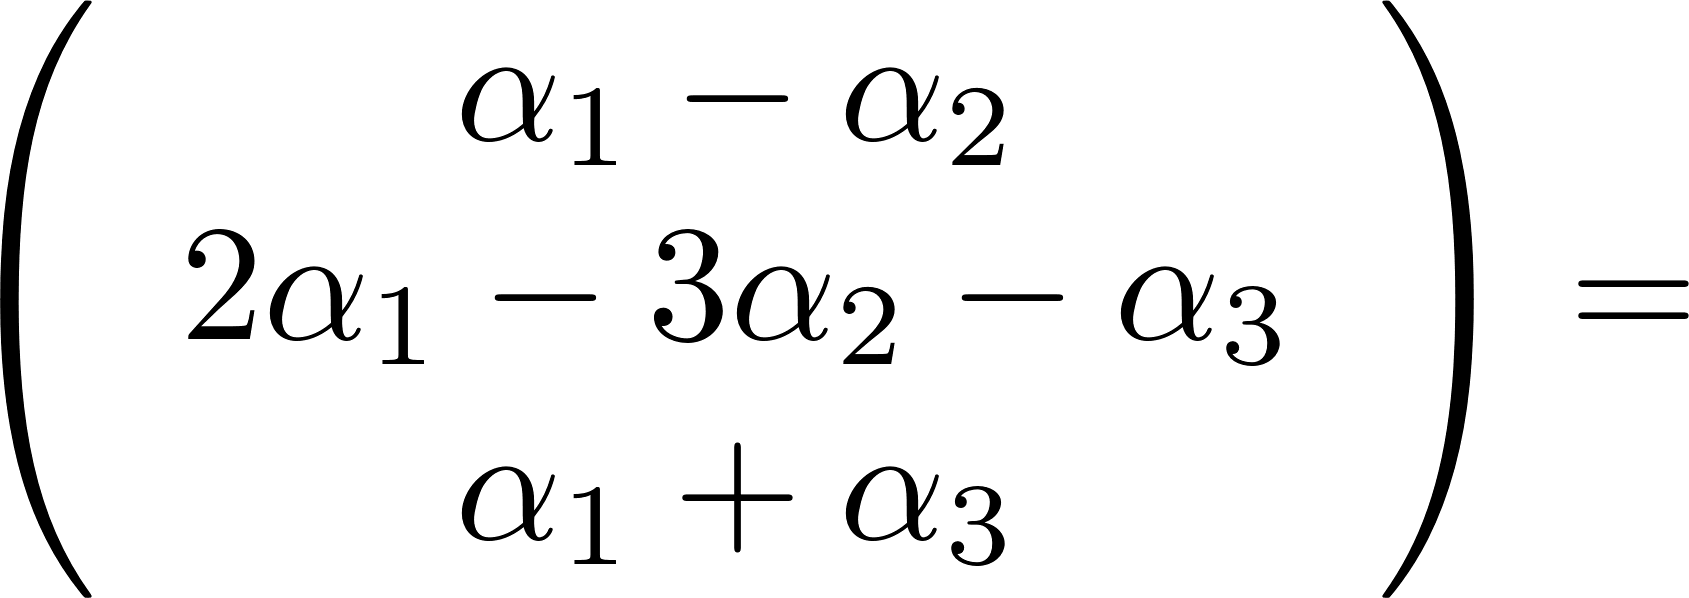 α₁ − α₂
2α₁ − 3α₂ − α₃ =
α₁ + α₃